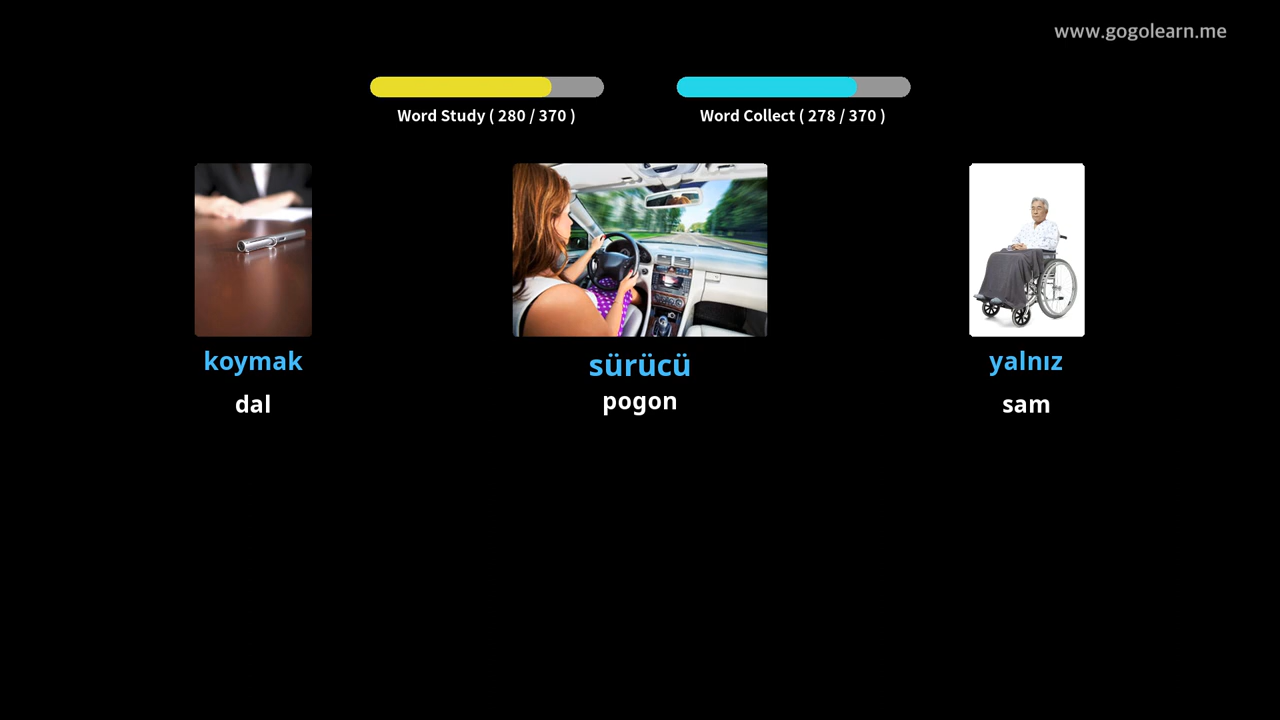 www.gogolearn.me
Word Study ( 280 / 370 )
Word Collect ( 278 / 370 )
koymak
dal
sürücü
pogon
yalnız
sam